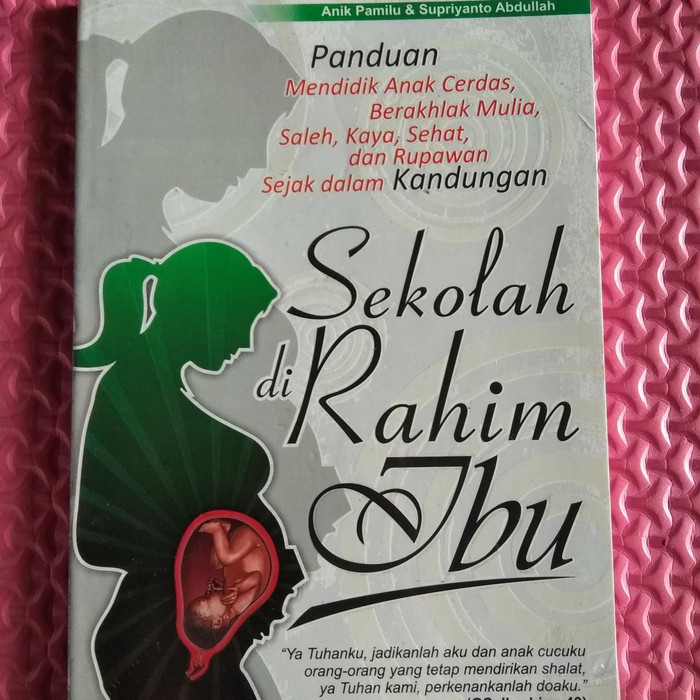 Anik Pamilu & Supriyanto Abdullah
Panduan
Mendidik Anak Cerdas,
Berakhlak Mulia,
Saleh, Kaya, Sehat,
dan Rupawan
Sejak dalam Kandungan
Sekolah
di Rahim
Ibu
“Ya Tuhanku, jadikanlah aku dan anak cucuku
orang-orang yang tetap mendirikan shalat,
ya Tuhan kami, perkenankanlah doaku.”